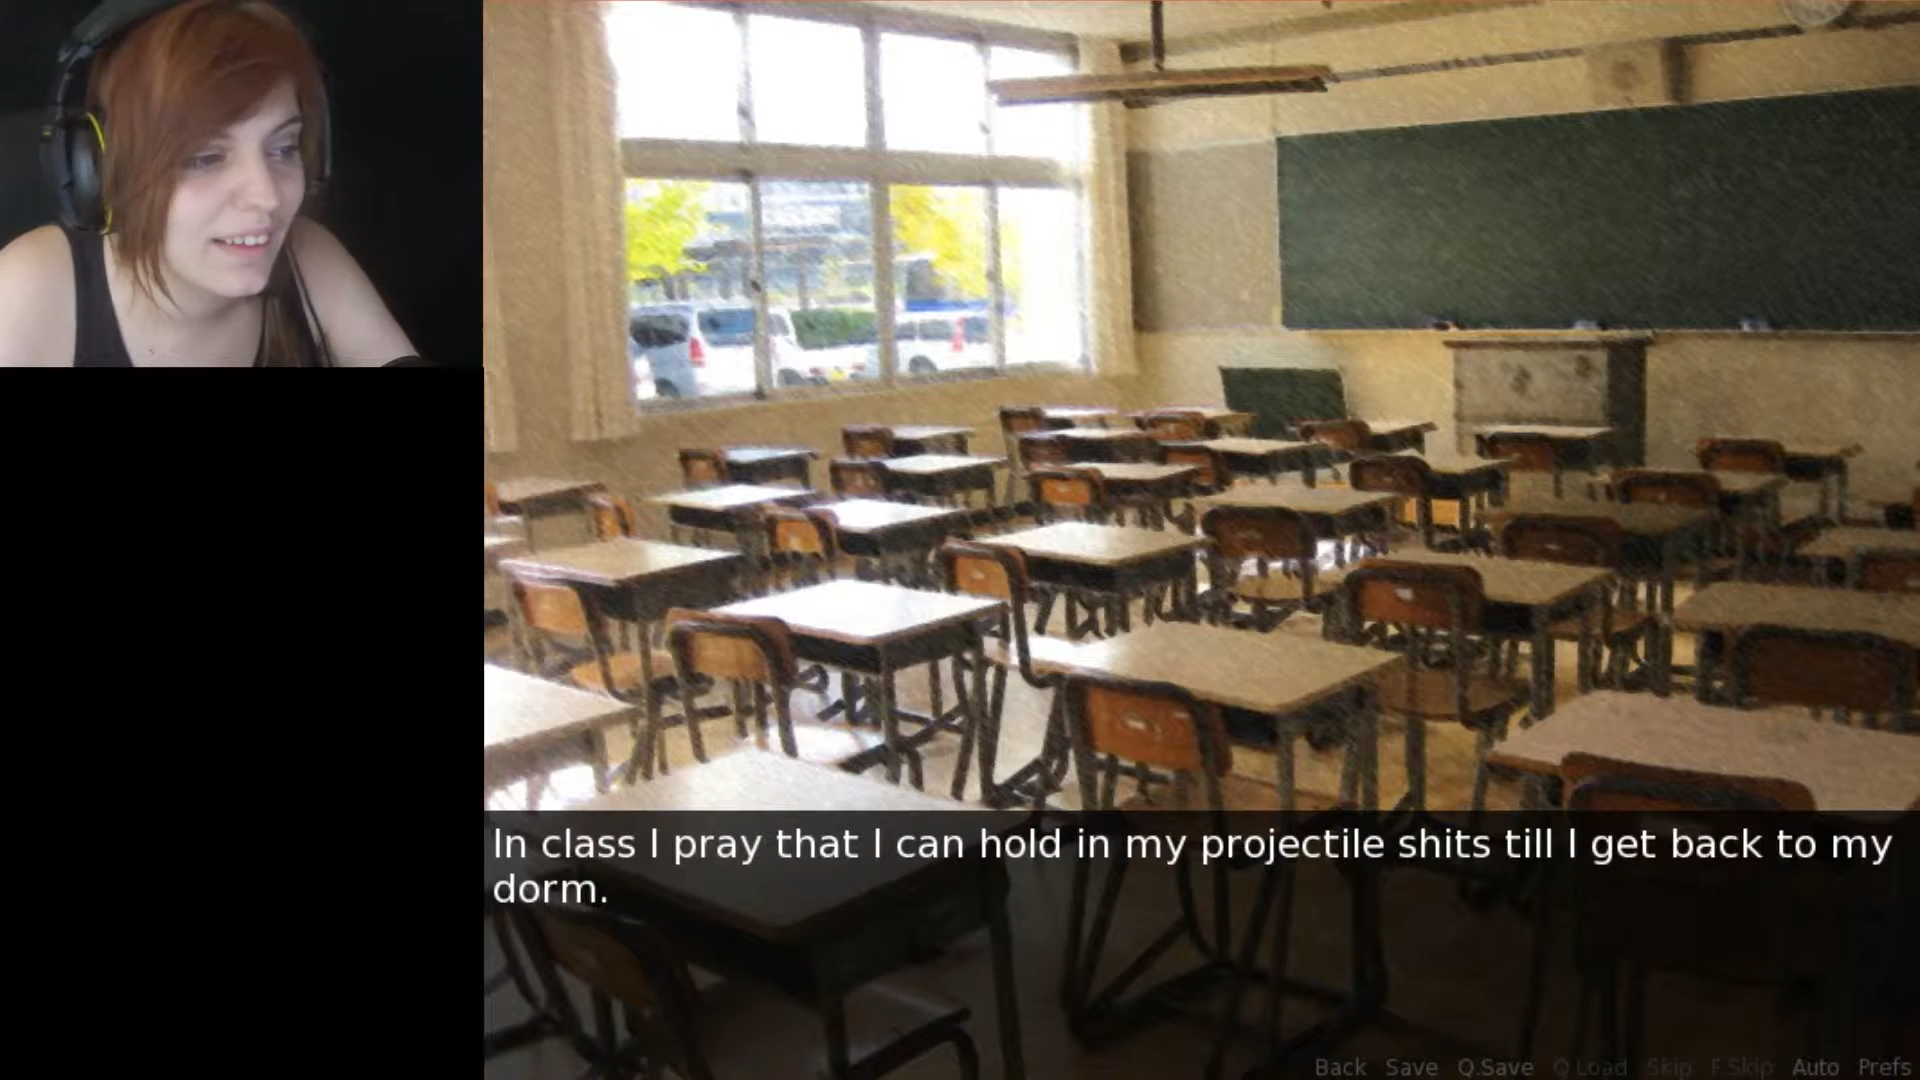 In class I pray that I can hold in my projectile shits till I get back to my
dorm.
Back Save Q.Save Q.Load Skip F.Skip Auto Prefs